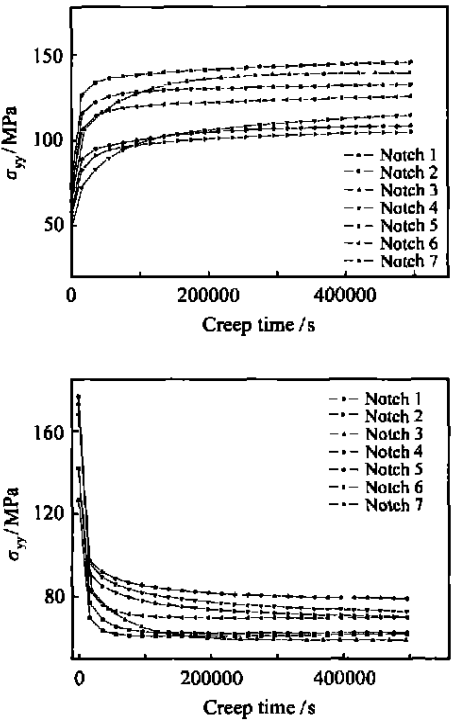 150
100
50
σyy/MPa
Notch 1
Notch 2
Notch 3
Notch 4
Notch 5
Notch 6
Notch 7
0 200000 400000
Creep time /s
160
120
80
σyy/MPa
Notch 1
Notch 2
Notch 3
Notch 4
Notch 5
Notch 6
Notch 7
0 200000 400000
Creep time /s